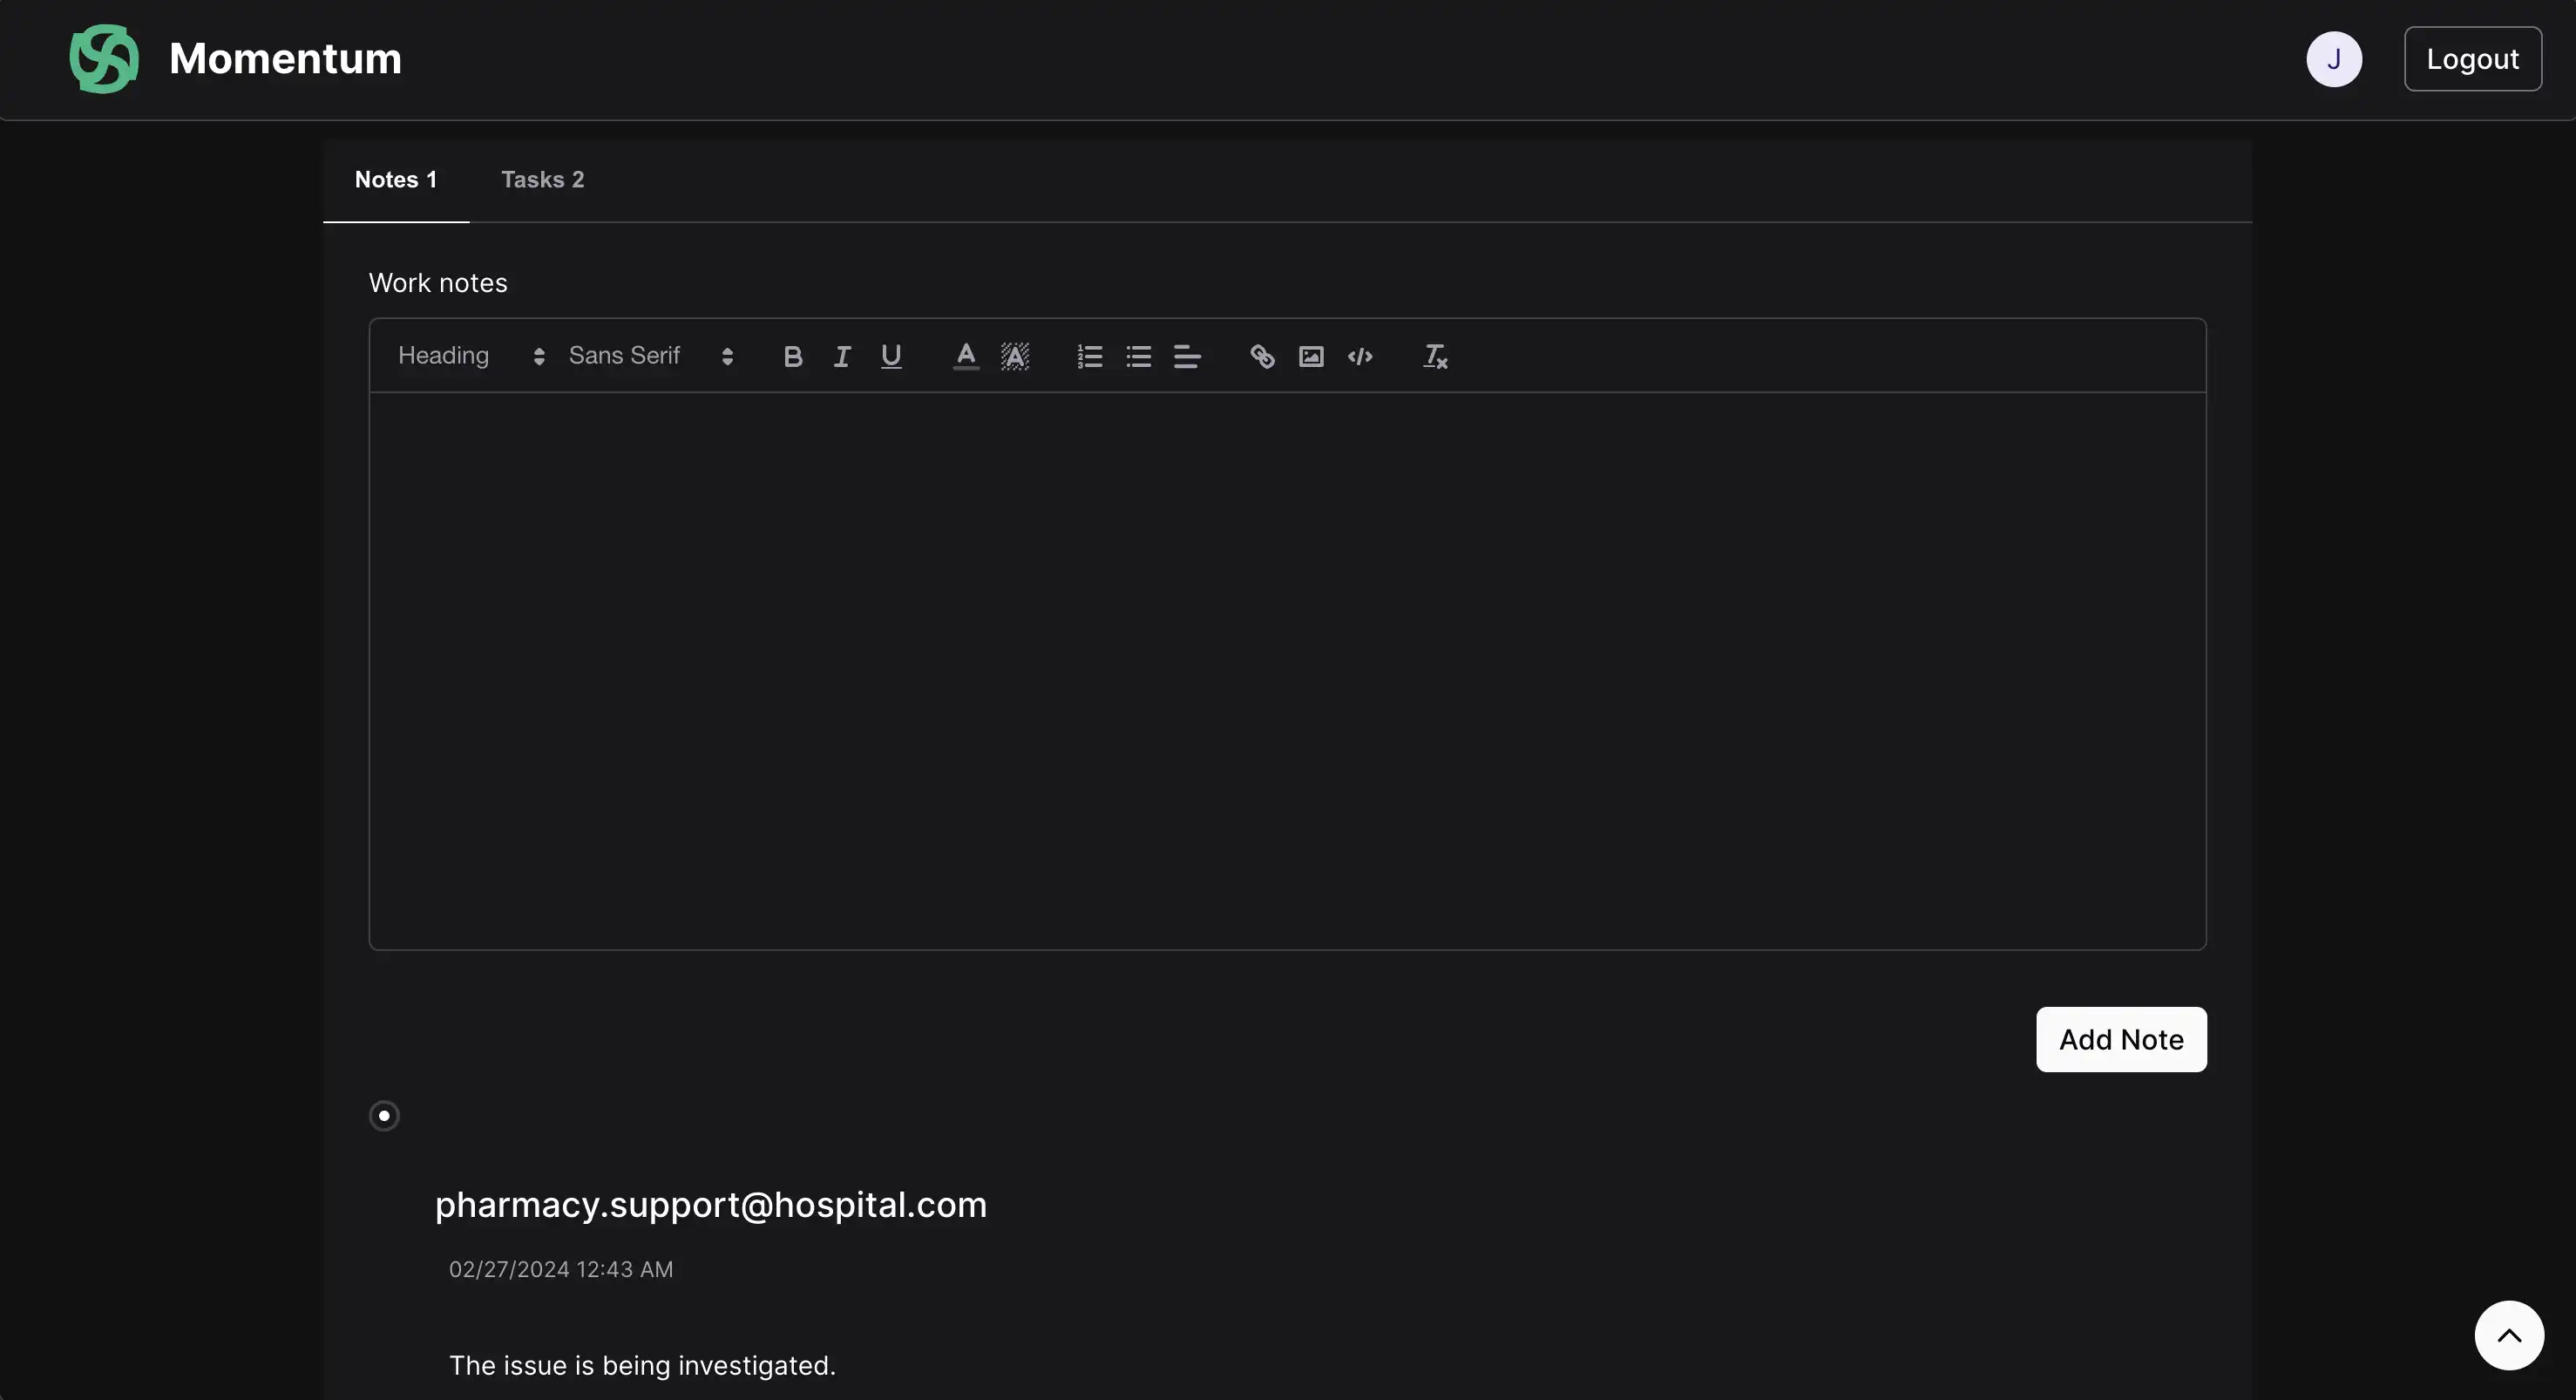 Momentum
J
Logout
Notes 1
Tasks 2
Work notes
Heading
Sans Serif
Add Note
pharmacy.support@hospital.com
02/27/2024 12:43 AM
The issue is being investigated.